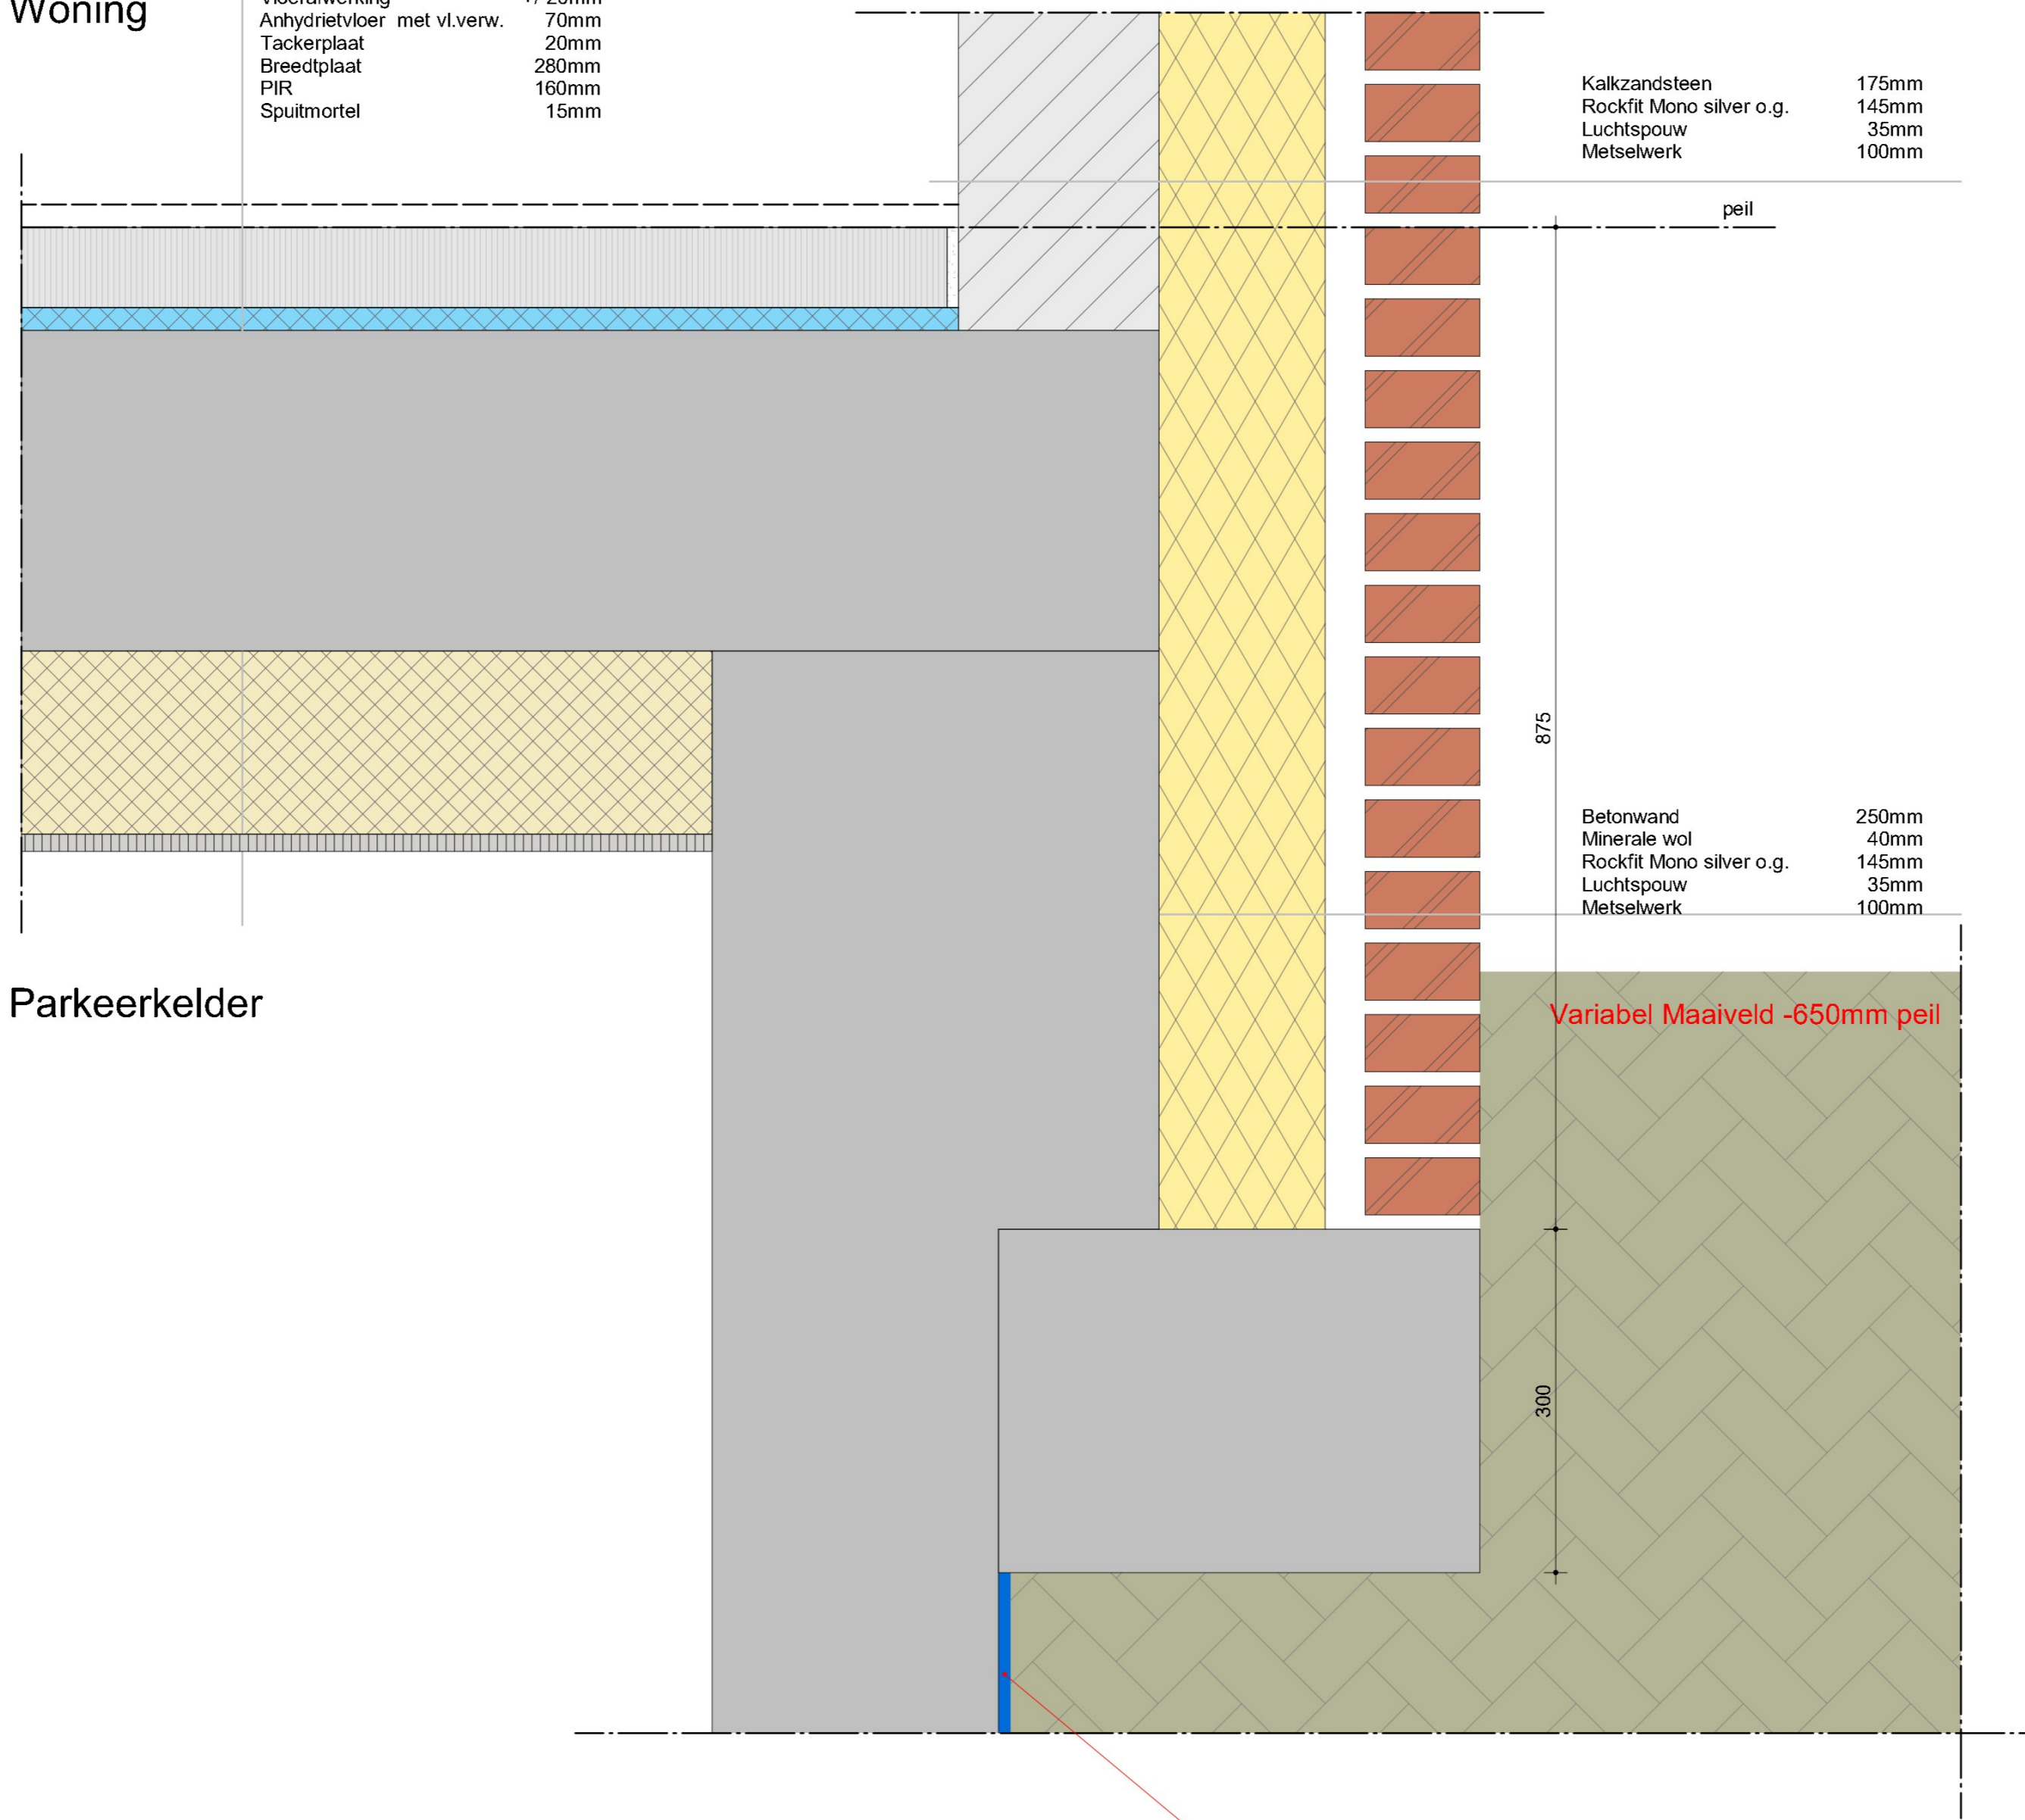 Woning
Anhydrietvloer met vl.verw. 70mm
Tackerplaat 20mm
Breedtplaat 280mm
PIR 160mm
Spuitmortel 15mm
Kalkzandsteen 175mm
Rockfit Mono silver o.g. 145mm
Luchtspouw 35mm
Metselwerk 100mm
peil
875
Betonwand 250mm
Minerale wol 40mm
Rockfit Mono silver o.g. 145mm
Luchtspouw 35mm
Metselwerk 100mm
Parkeerkelder
Variabel Maaiveld -650mm peil
300